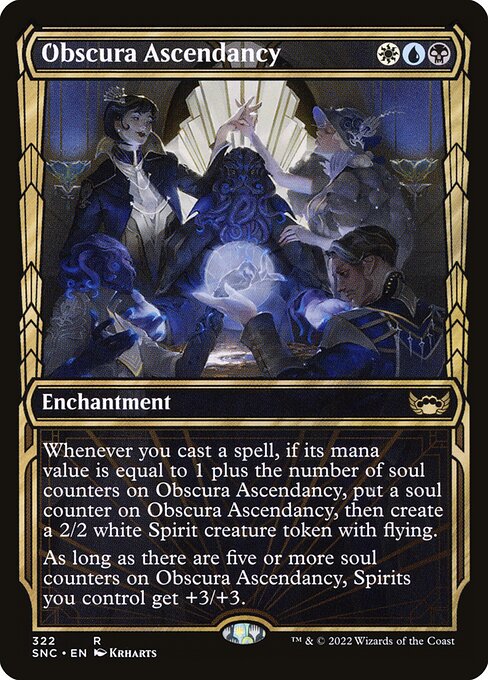 Obscura Ascendancy
Enchantment
Whenever you cast a spell, if its mana
value is equal to 1 plus the number of soul
counters on Obscura Ascendancy, put a soul
counter on Obscura Ascendancy, then create
a 2/2 white Spirit creature token with flying.
As long as there are five or more soul
counters on Obscura Ascendancy, Spirits
you control get +3/+3.
322 R
SNC • EN KRHARTS
™ & © 2022 Wizards of the Coast